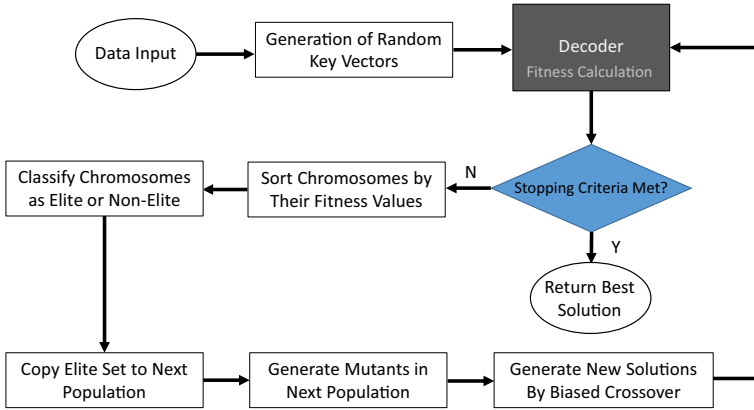 Data Input
Generation of Random
Key Vectors
Decoder
Fitness Calculation
Stopping Criteria Met?
N
Sort Chromosomes by
Their Fitness Values
Classify Chromosomes
as Elite or Non-Elite
Y
Return Best
Solution
Copy Elite Set to Next
Population
Generate Mutants in
Next Population
Generate New Solutions
By Biased Crossover